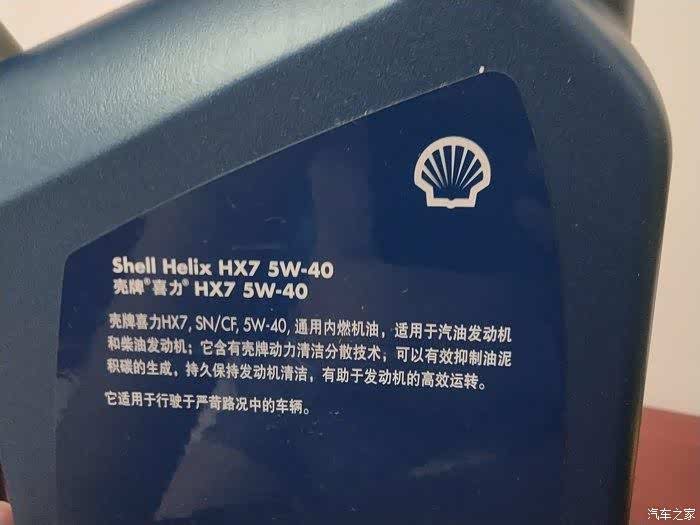 Shell Helix HX7 5W-40
壳牌®喜力® HX7 5W-40
壳牌喜力HX7, SN/CF, 5W-40, 通用内燃机油，适用于汽油发动机
和柴油发动机；它含有壳牌动力清洁分散技术；可以有效抑制油泥
积碳的生成，持久保持发动机清洁，有助于发动机的高效运转。
它适用于行驶于严苛路况中的车辆。
汽车之家